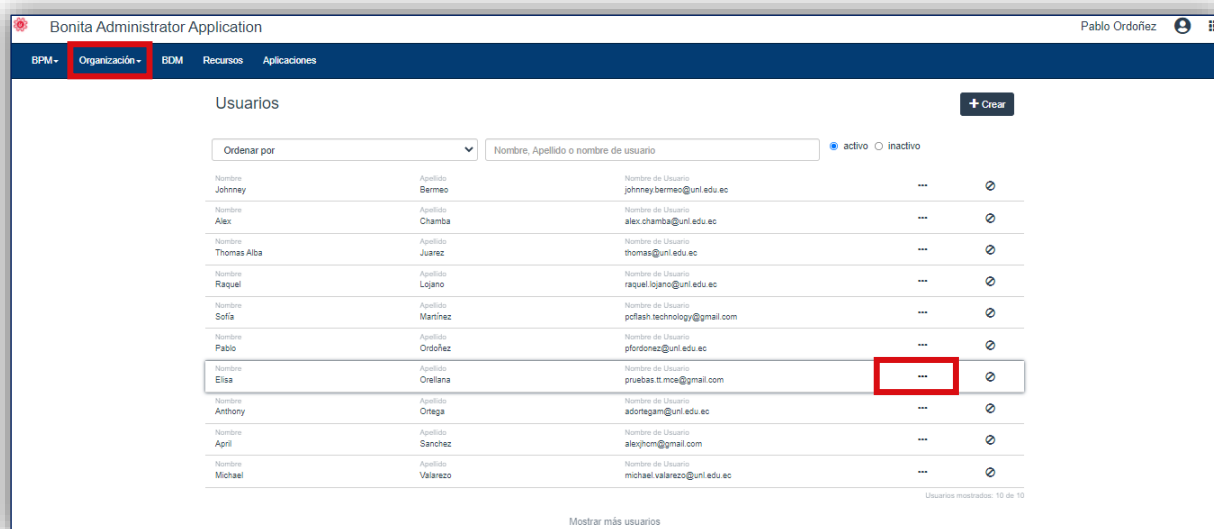 Bonita Administrator Application Pablo Ordoñez
BPM Organización BDM Recursos Aplicaciones
Usuarios + Crear
Ordenar por Nombre, Apellido o nombre de usuario activo inactivo
Nombre Apellido Nombre de Usuario
Johnney Bermeo johnney.bermeo@unl.edu.ec ...
Nombre Apellido Nombre de Usuario
Alex Chamba alex.chamba@unl.edu.ec ...
Nombre Apellido Nombre de Usuario
Thomas Alba Juarez thomas@unl.edu.ec ...
Nombre Apellido Nombre de Usuario
Raquel Lojano raquel.lojano@unl.edu.ec ...
Nombre Apellido Nombre de Usuario
Sofía Martínez pcflash.technology@gmail.com ...
Nombre Apellido Nombre de Usuario
Pablo Ordoñez pfordonez@unl.edu.ec ...
Nombre Apellido Nombre de Usuario
Elisa Orellana pruebas.tt.mce@gmail.com ...
Nombre Apellido Nombre de Usuario
Anthony Ortega adortegam@unl.edu.ec ...
Nombre Apellido Nombre de Usuario
April Sanchez alexjhcm@gmail.com ...
Nombre Apellido Nombre de Usuario
Michael Valarezo michael.valarezo@unl.edu.ec ...
Usuarios mostrados: 10 de 10
Mostrar más usuarios